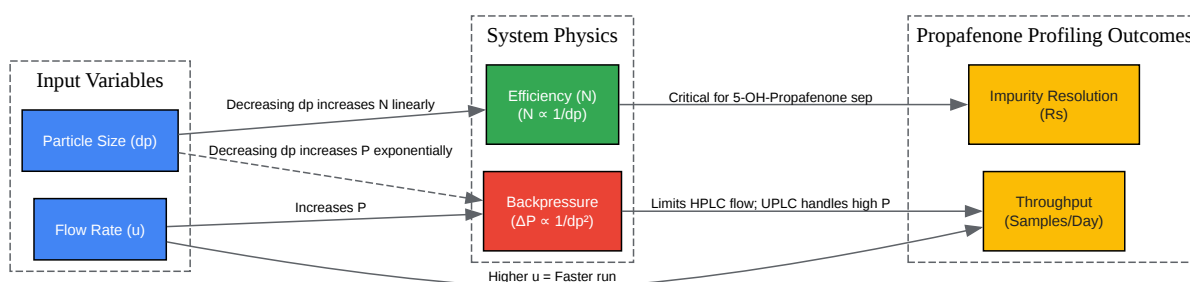 Input Variables
Particle Size (dp)
Flow Rate (u)
Decreasing dp increases N linearly
Decreasing dp increases P exponentially
Increases P
System Physics
Efficiency (N)
(N ∝ 1/dp)
Backpressure
(ΔP ∝ 1/dp²)
Critical for 5-OH-Propafenone sep
Limits HPLC flow; UPLC handles high P
Higher u = Faster run
Propafenone Profiling Outcomes
Impurity Resolution
(Rs)
Throughput
(Samples/Day)